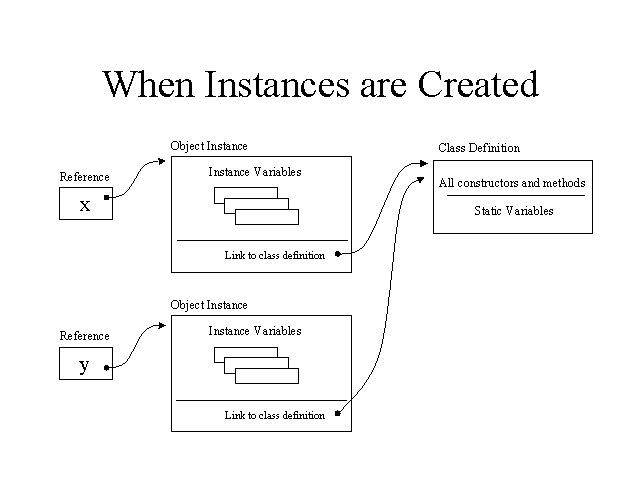 When Instances are Created
Object Instance
Reference
x
Instance Variables
Link to class definition
Class Definition
All constructors and methods
Static Variables
Object Instance
Reference
y
Instance Variables
Link to class definition